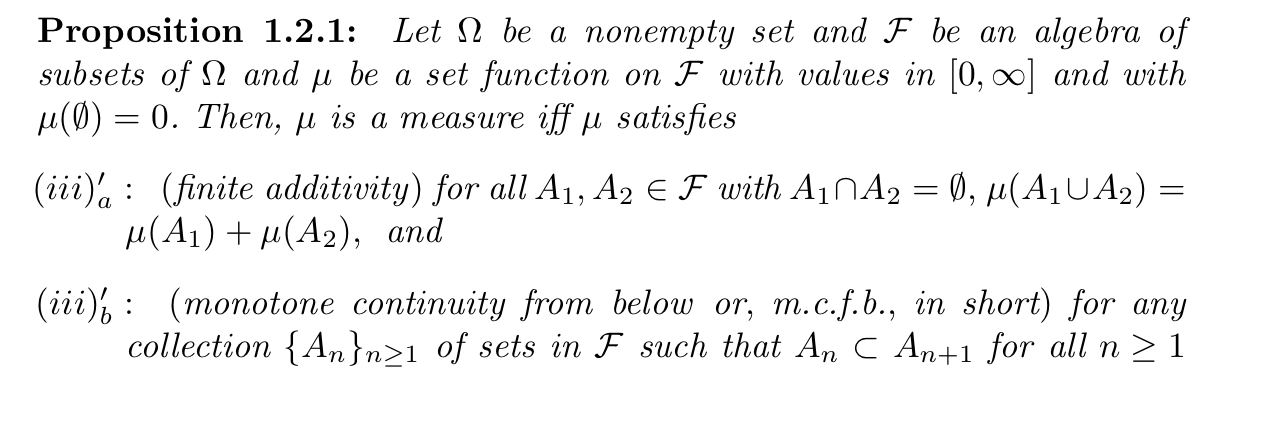 Proposition 1.2.1: Let Ω be a nonempty set and ℱ be an algebra of
subsets of Ω and μ be a set function on ℱ with values in [0, ∞] and with
μ(∅) = 0. Then, μ is a measure iff μ satisfies
(iii)′ₐ : (finite additivity) for all A₁, A₂ ∈ ℱ with A₁∩A₂ = ∅, μ(A₁∪A₂) =
μ(A₁) + μ(A₂), and
(iii)′_b : (monotone continuity from below or, m.c.f.b., in short) for any
collection {Aₙ}ₙ≥₁ of sets in ℱ such that Aₙ ⊂ Aₙ₊₁ for all n ≥ 1